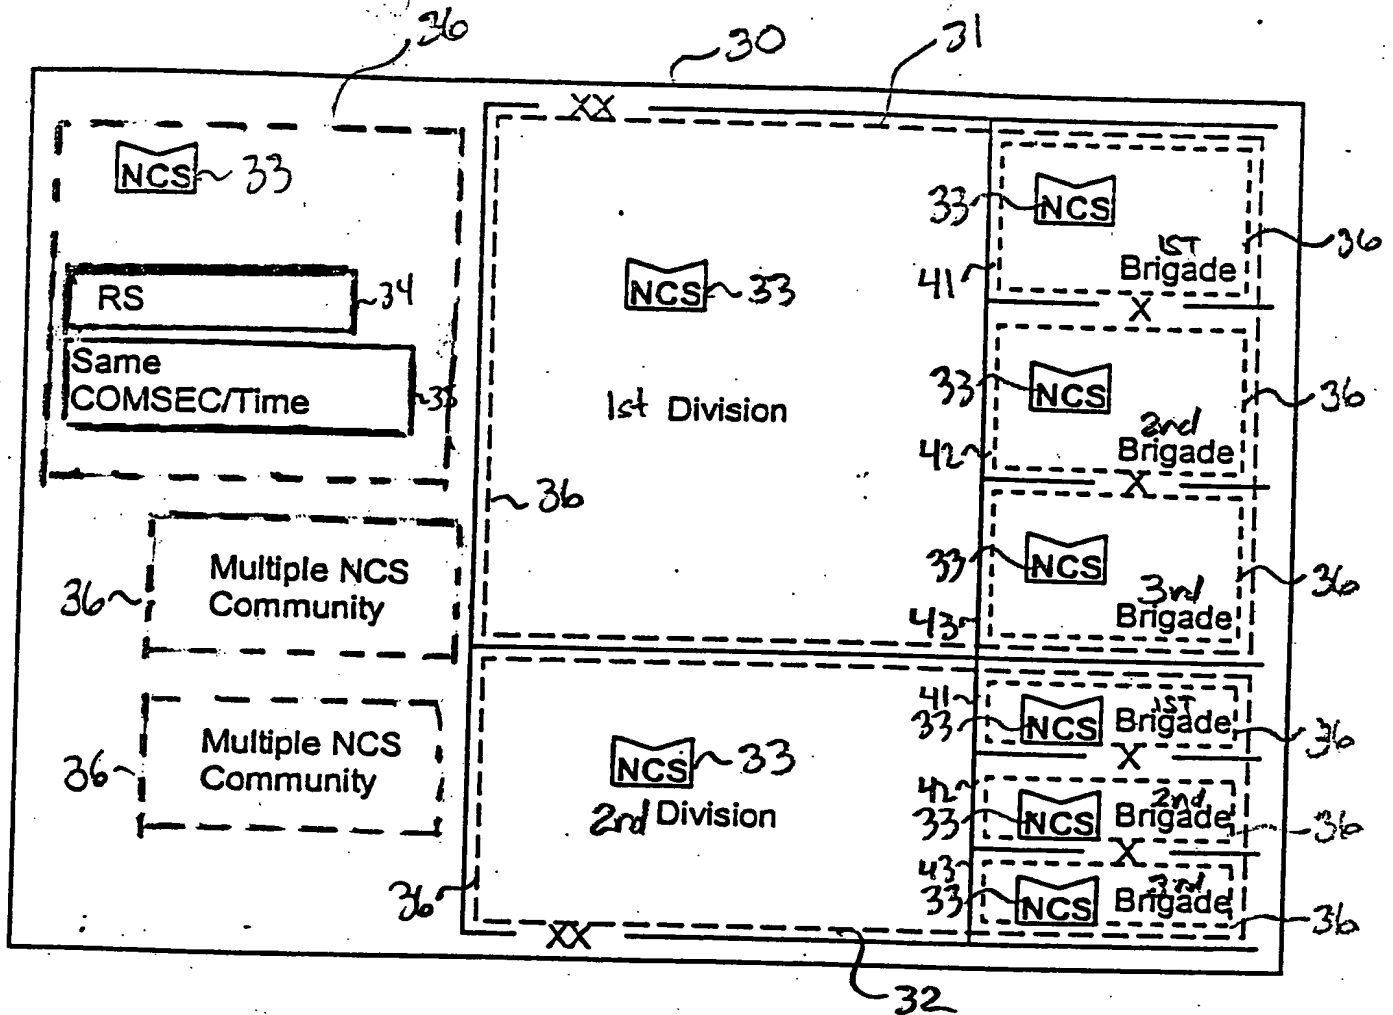 36
30
31
XX
NCS 33
RS 34
Same
COMSEC/Time 35
Multiple NCS
Community
36
Multiple NCS
Community
36
NCS 33
1st Division
36
33 NCS
1ST
Brigade
36
41
X
33 NCS
2nd
Brigade
36
42
X
33 NCS
3rd
Brigade
36
43
NCS 33
2nd Division
36
XX
32
41
33 NCS
1ST
Brigade
36
X
42
33 NCS
2nd
Brigade
36
X
43
33 NCS
3rd
Brigade
36